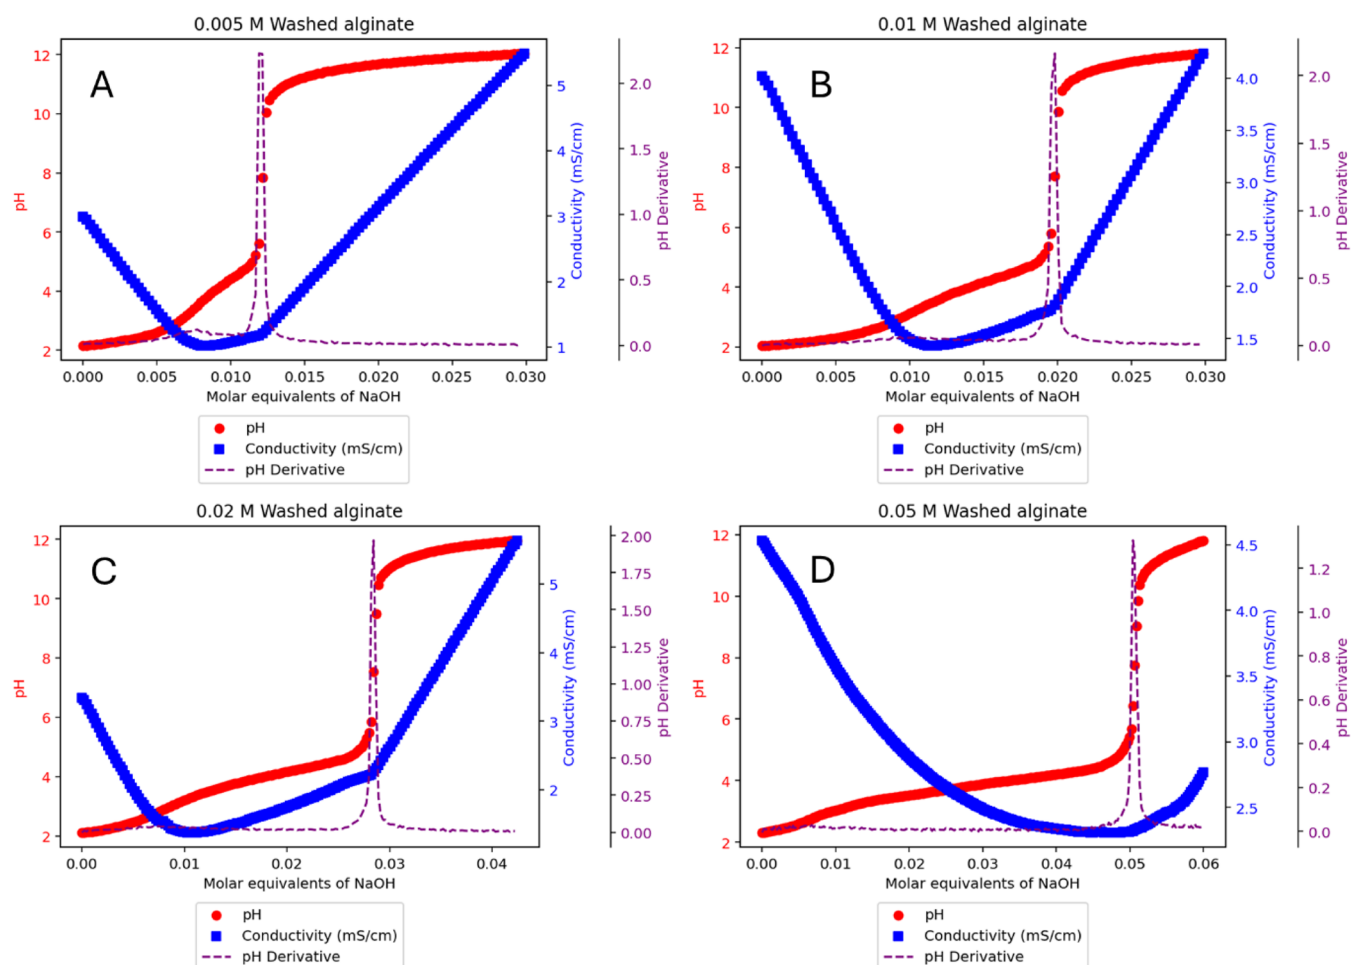 0.005 M Washed alginate
A
12
10
8
6
4
2
pH
5
4
3
2
1
Conductivity (mS/cm)
2.0
1.5
1.0
0.5
0.0
pH Derivative
0.000 0.005 0.010 0.015 0.020 0.025 0.030
Molar equivalents of NaOH
pH
Conductivity (mS/cm)
pH Derivative
0.01 M Washed alginate
B
12
10
8
6
4
2
pH
4.0
3.5
3.0
2.5
2.0
1.5
Conductivity (mS/cm)
2.0
1.5
1.0
0.5
0.0
pH Derivative
0.000 0.005 0.010 0.015 0.020 0.025 0.030
Molar equivalents of NaOH
pH
Conductivity (mS/cm)
pH Derivative
0.02 M Washed alginate
C
12
10
8
6
4
2
pH
5
4
3
2
Conductivity (mS/cm)
2.00
1.75
1.50
1.25
1.00
0.75
0.50
0.25
0.00
pH Derivative
0.00 0.01 0.02 0.03 0.04
Molar equivalents of NaOH
pH
Conductivity (mS/cm)
pH Derivative
0.05 M Washed alginate
D
12
10
8
6
4
2
pH
4.5
4.0
3.5
3.0
2.5
Conductivity (mS/cm)
1.2
1.0
0.8
0.6
0.4
0.2
0.0
pH Derivative
0.00 0.01 0.02 0.03 0.04 0.05 0.06
Molar equivalents of NaOH
pH
Conductivity (mS/cm)
pH Derivative